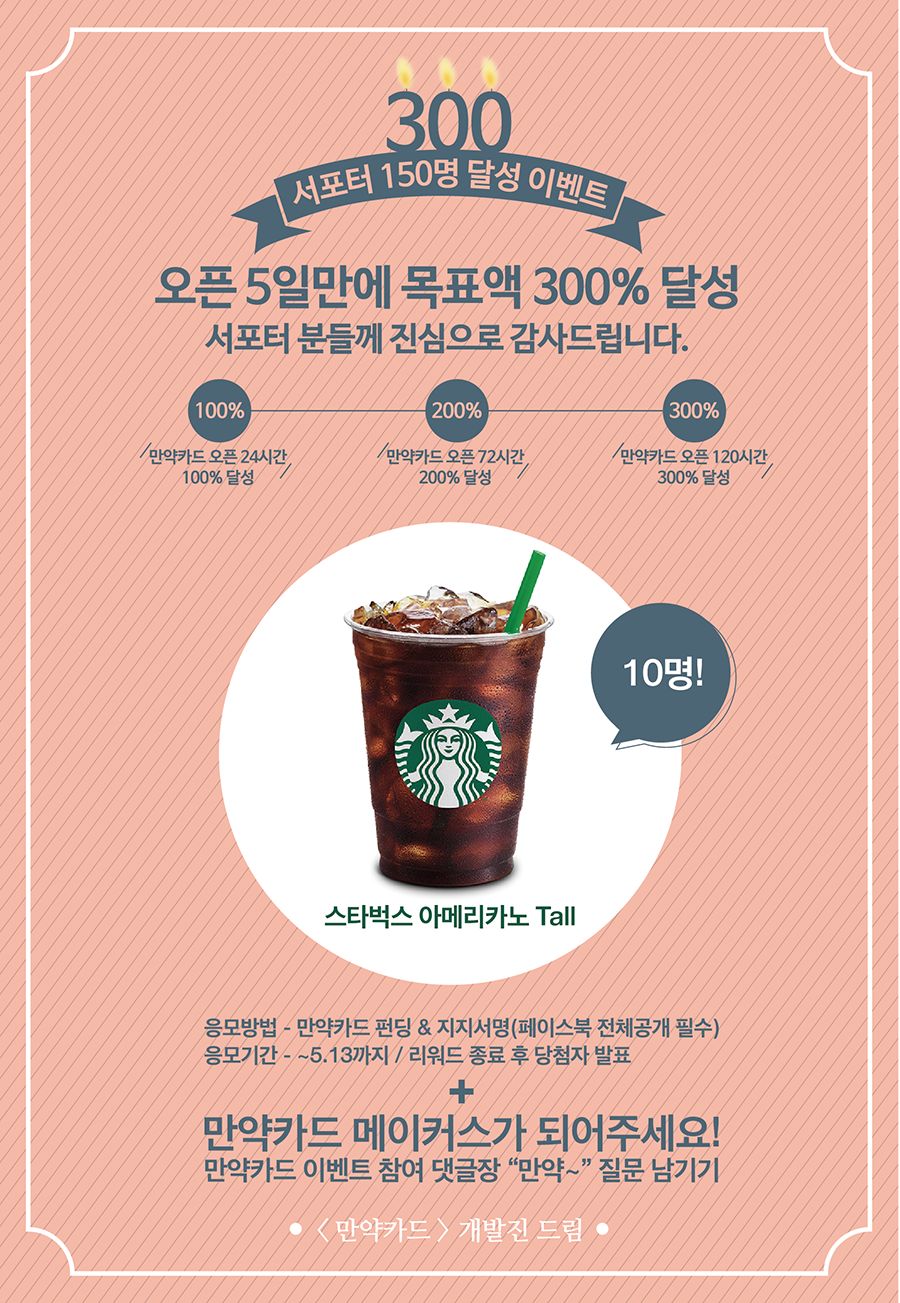 300
서포터 150명 달성 이벤트
오픈 5일만에 목표액 300% 달성
서포터 분들께 진심으로 감사드립니다.
100%
200%
300%
만약카드 오픈 24시간
100% 달성
만약카드 오픈 72시간
200% 달성
만약카드 오픈 120시간
300% 달성
10명!
스타벅스 아메리카노 Tall
응모방법 - 만약카드 펀딩 & 지지서명(페이스북 전체공개 필수)
응모기간 - ~5.13까지 / 리워드 종료 후 당첨자 발표
+
만약카드 메이커스가 되어주세요!
만약카드 이벤트 참여 댓글장 “만약~” 질문 남기기
• 〈 만약카드 〉 개발진 드림 •